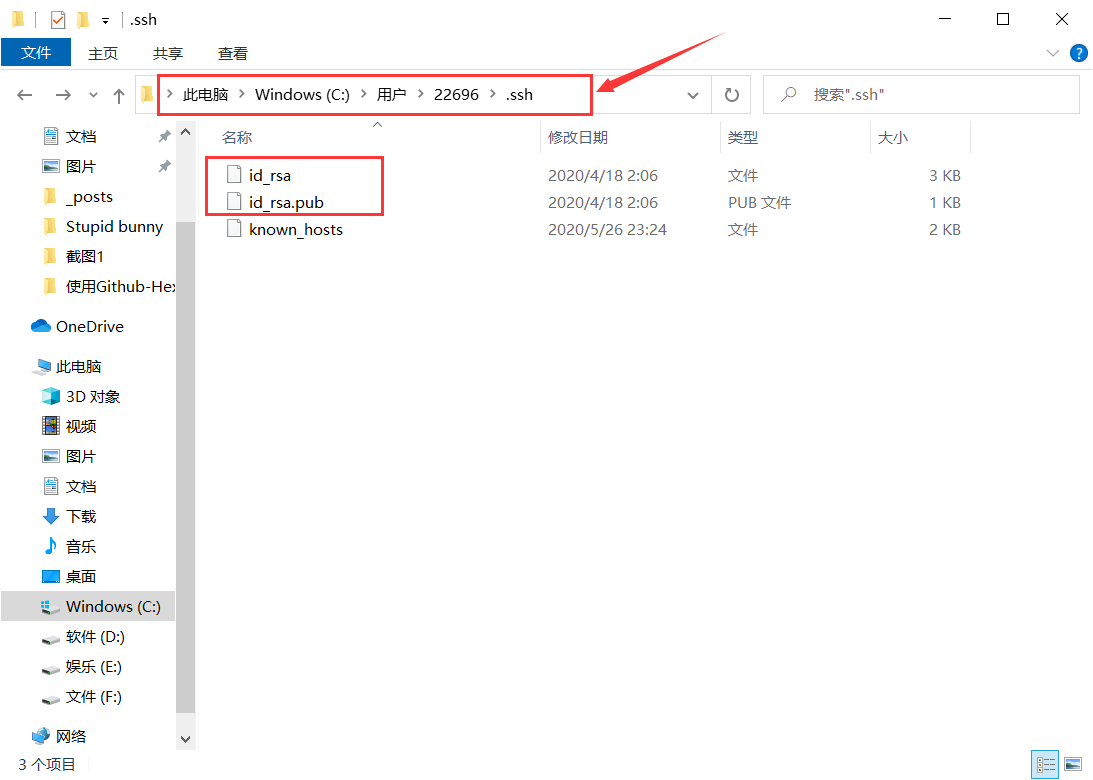 .ssh
文件 主页 共享 查看
此电脑 Windows (C:) 用户 22696 .ssh 搜索".ssh"
名称 修改日期 类型 大小
id_rsa 2020/4/18 2:06 文件 3 KB
id_rsa.pub 2020/4/18 2:06 PUB 文件 1 KB
known_hosts 2020/5/26 23:24 文件 2 KB
文档
图片
_posts
Stupid bunny
截图1
使用Github-Hex
OneDrive
此电脑
3D 对象
视频
图片
文档
下载
音乐
桌面
Windows (C:)
软件 (D:)
娱乐 (E:)
文件 (F:)
网络
3 个项目